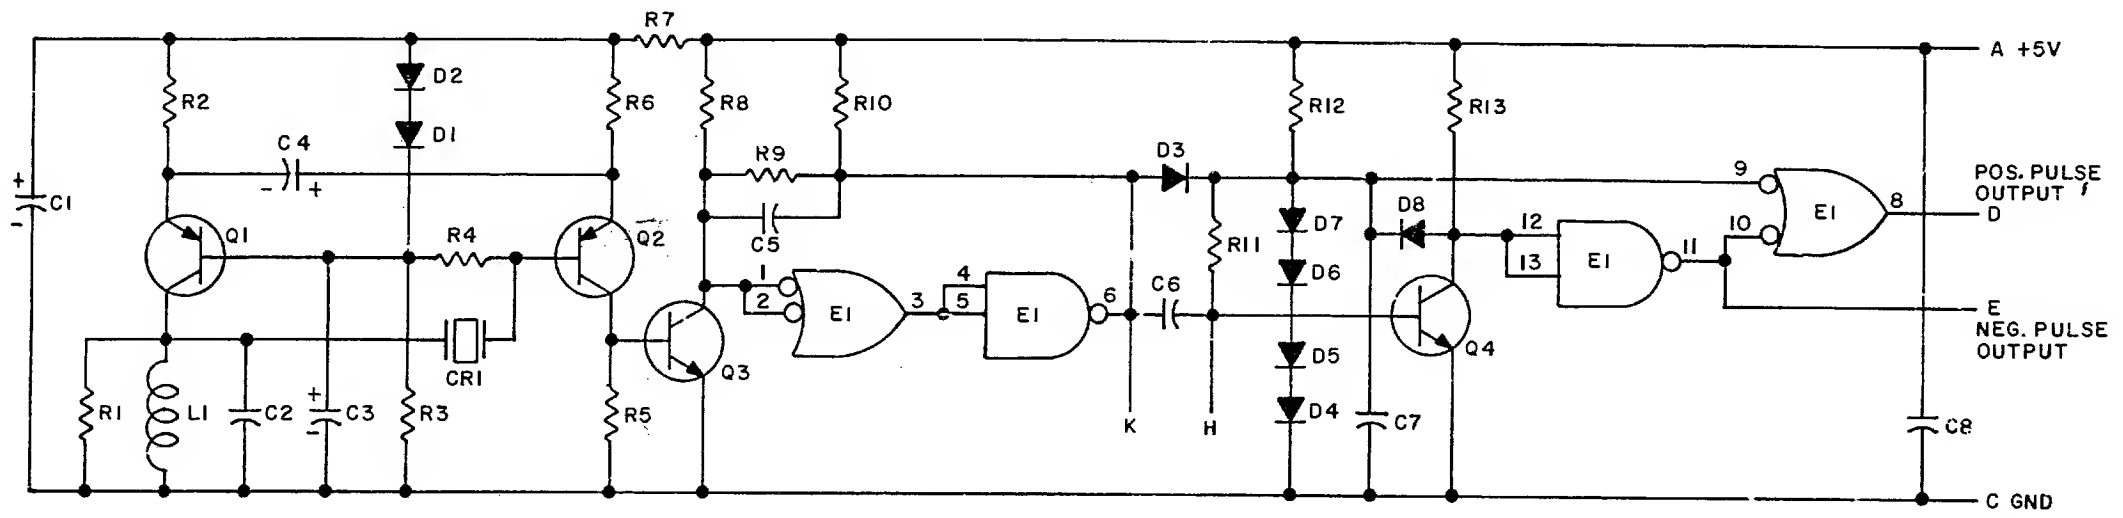 R7
A +5V
R2
D2
R6
R8
R10
R12
R13
D1
C4
- +
R9
D3
POS. PULSE
OUTPUT
D
+
C1
-
Q1
R4
Q2
C5
R11
D7
D8
12
13
E1
11
9
10
E1
8
D6
1
2
E1
3
4
5
E1
6
C6
E
NEG. PULSE
OUTPUT
CR1
Q3
D5
Q4
R1
L1
C2
+
C3
-
R3
R5
K
H
D4
C7
C8
C GND